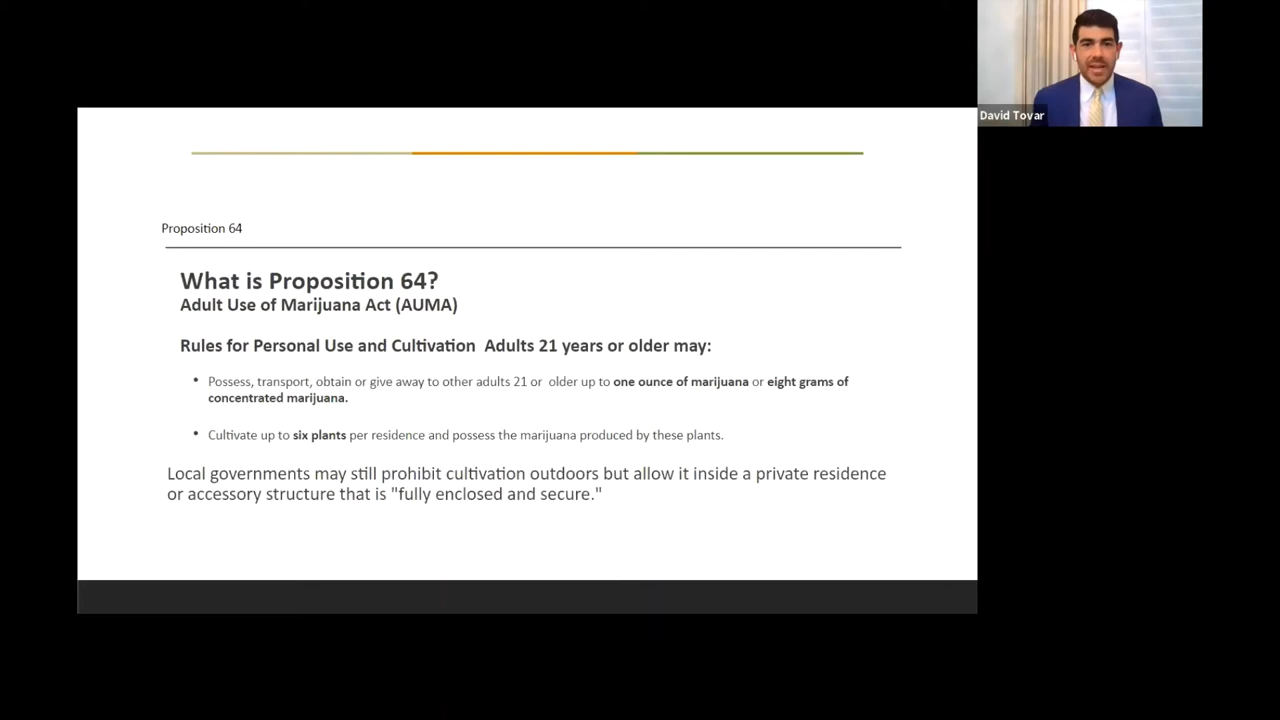 David Tovar
Proposition 64
What is Proposition 64?
Adult Use of Marijuana Act (AUMA)
Rules for Personal Use and Cultivation  Adults 21 years or older may:
• Possess, transport, obtain or give away to other adults 21 or  older up to one ounce of marijuana or eight grams of
concentrated marijuana.
• Cultivate up to six plants per residence and possess the marijuana produced by these plants.
Local governments may still prohibit cultivation outdoors but allow it inside a private residence
or accessory structure that is "fully enclosed and secure."